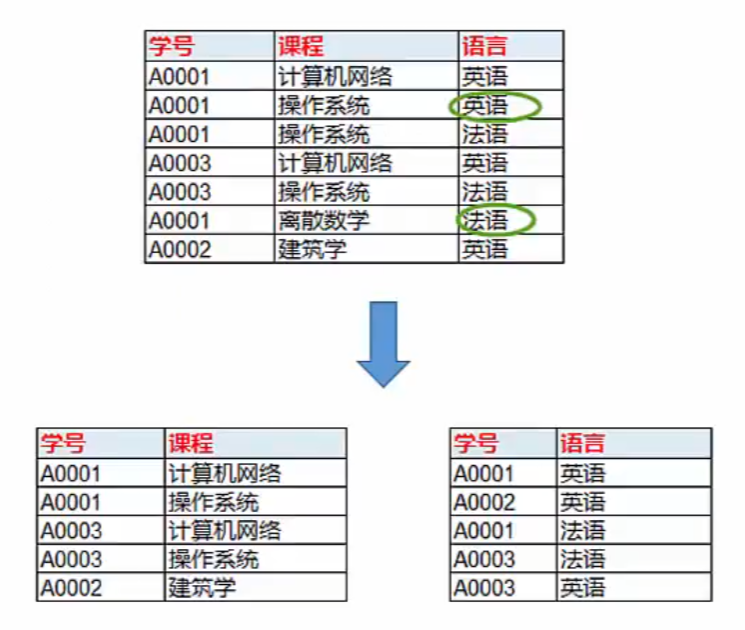 学号 课程 语言
A0001 计算机网络 英语
A0001 操作系统 英语
A0001 操作系统 法语
A0003 计算机网络 英语
A0003 操作系统 法语
A0001 离散数学 法语
A0002 建筑学 英语
学号 课程
A0001 计算机网络
A0001 操作系统
A0003 计算机网络
A0003 操作系统
A0002 建筑学
学号 语言
A0001 英语
A0002 英语
A0001 法语
A0003 法语
A0003 英语